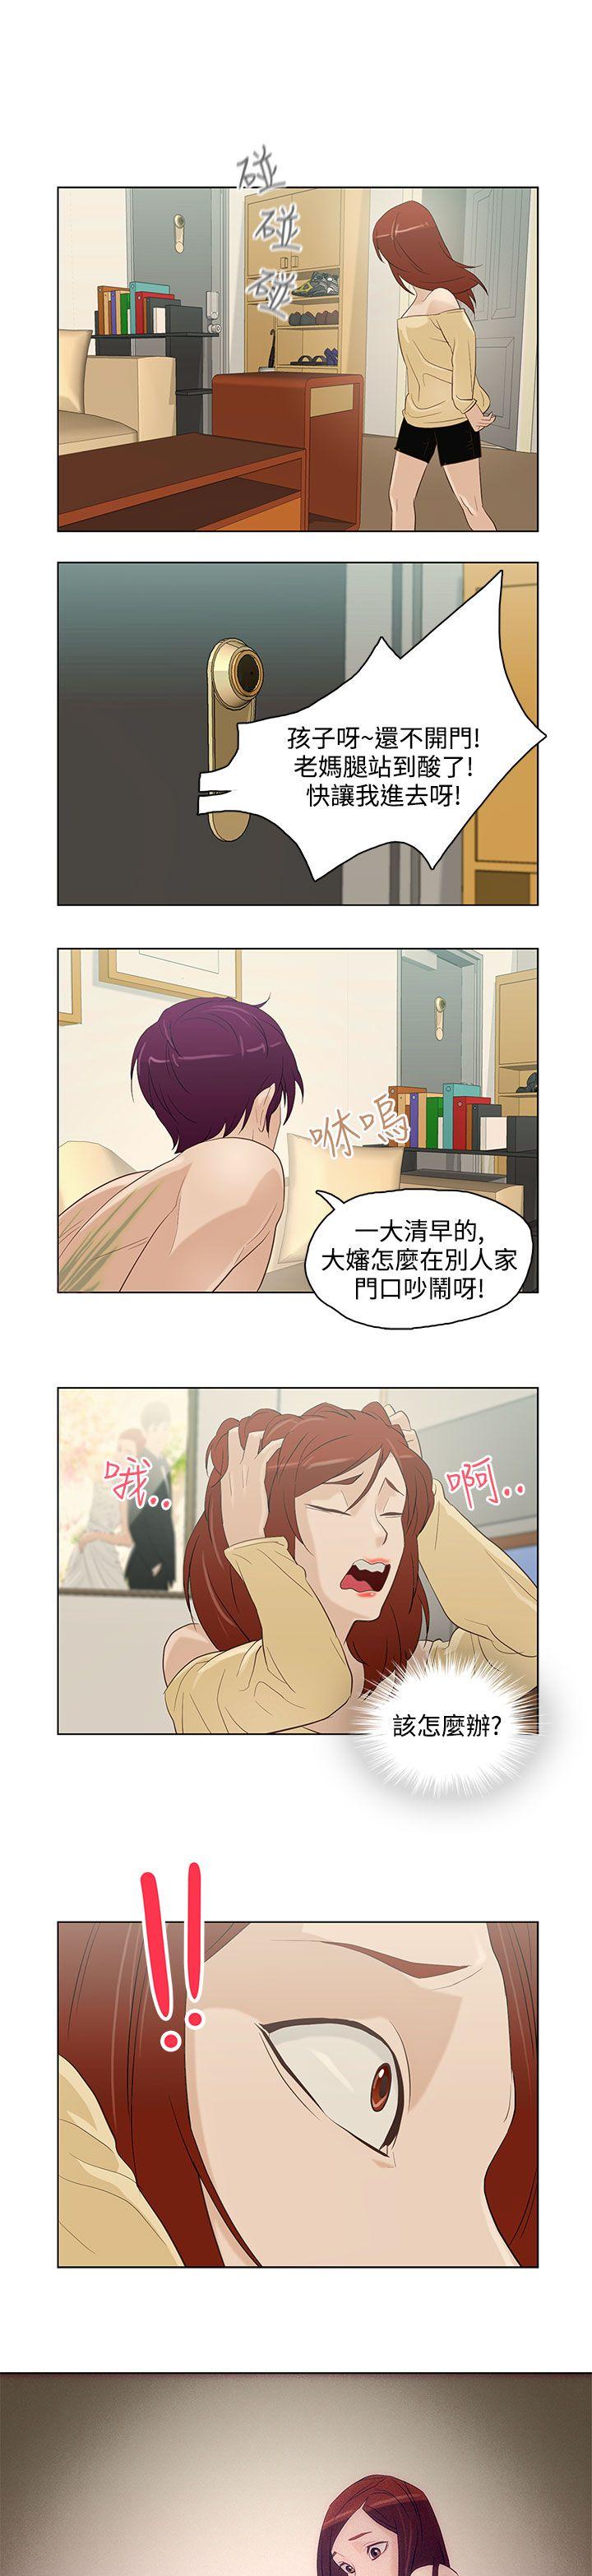 碰
碰
碰
孩子呀~還不開門!
老媽腿站到酸了!
快讓我進去呀!
咻嗚
一大清早的,
大嬸怎麼在別人家
門口吵鬧呀!
哦..
啊..
該怎麼辦?
!!